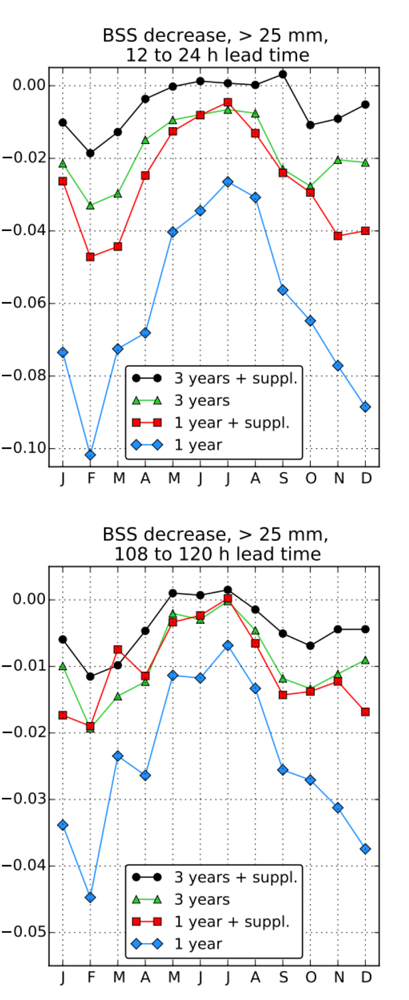 BSS decrease, > 25 mm,
12 to 24 h lead time
0.00
−0.02
−0.04
−0.06
−0.08
−0.10
3 years + suppl.
3 years
1 year + suppl.
1 year
J F M A M J J A S O N D
BSS decrease, > 25 mm,
108 to 120 h lead time
0.00
−0.01
−0.02
−0.03
−0.04
−0.05
3 years + suppl.
3 years
1 year + suppl.
1 year
J F M A M J J A S O N D